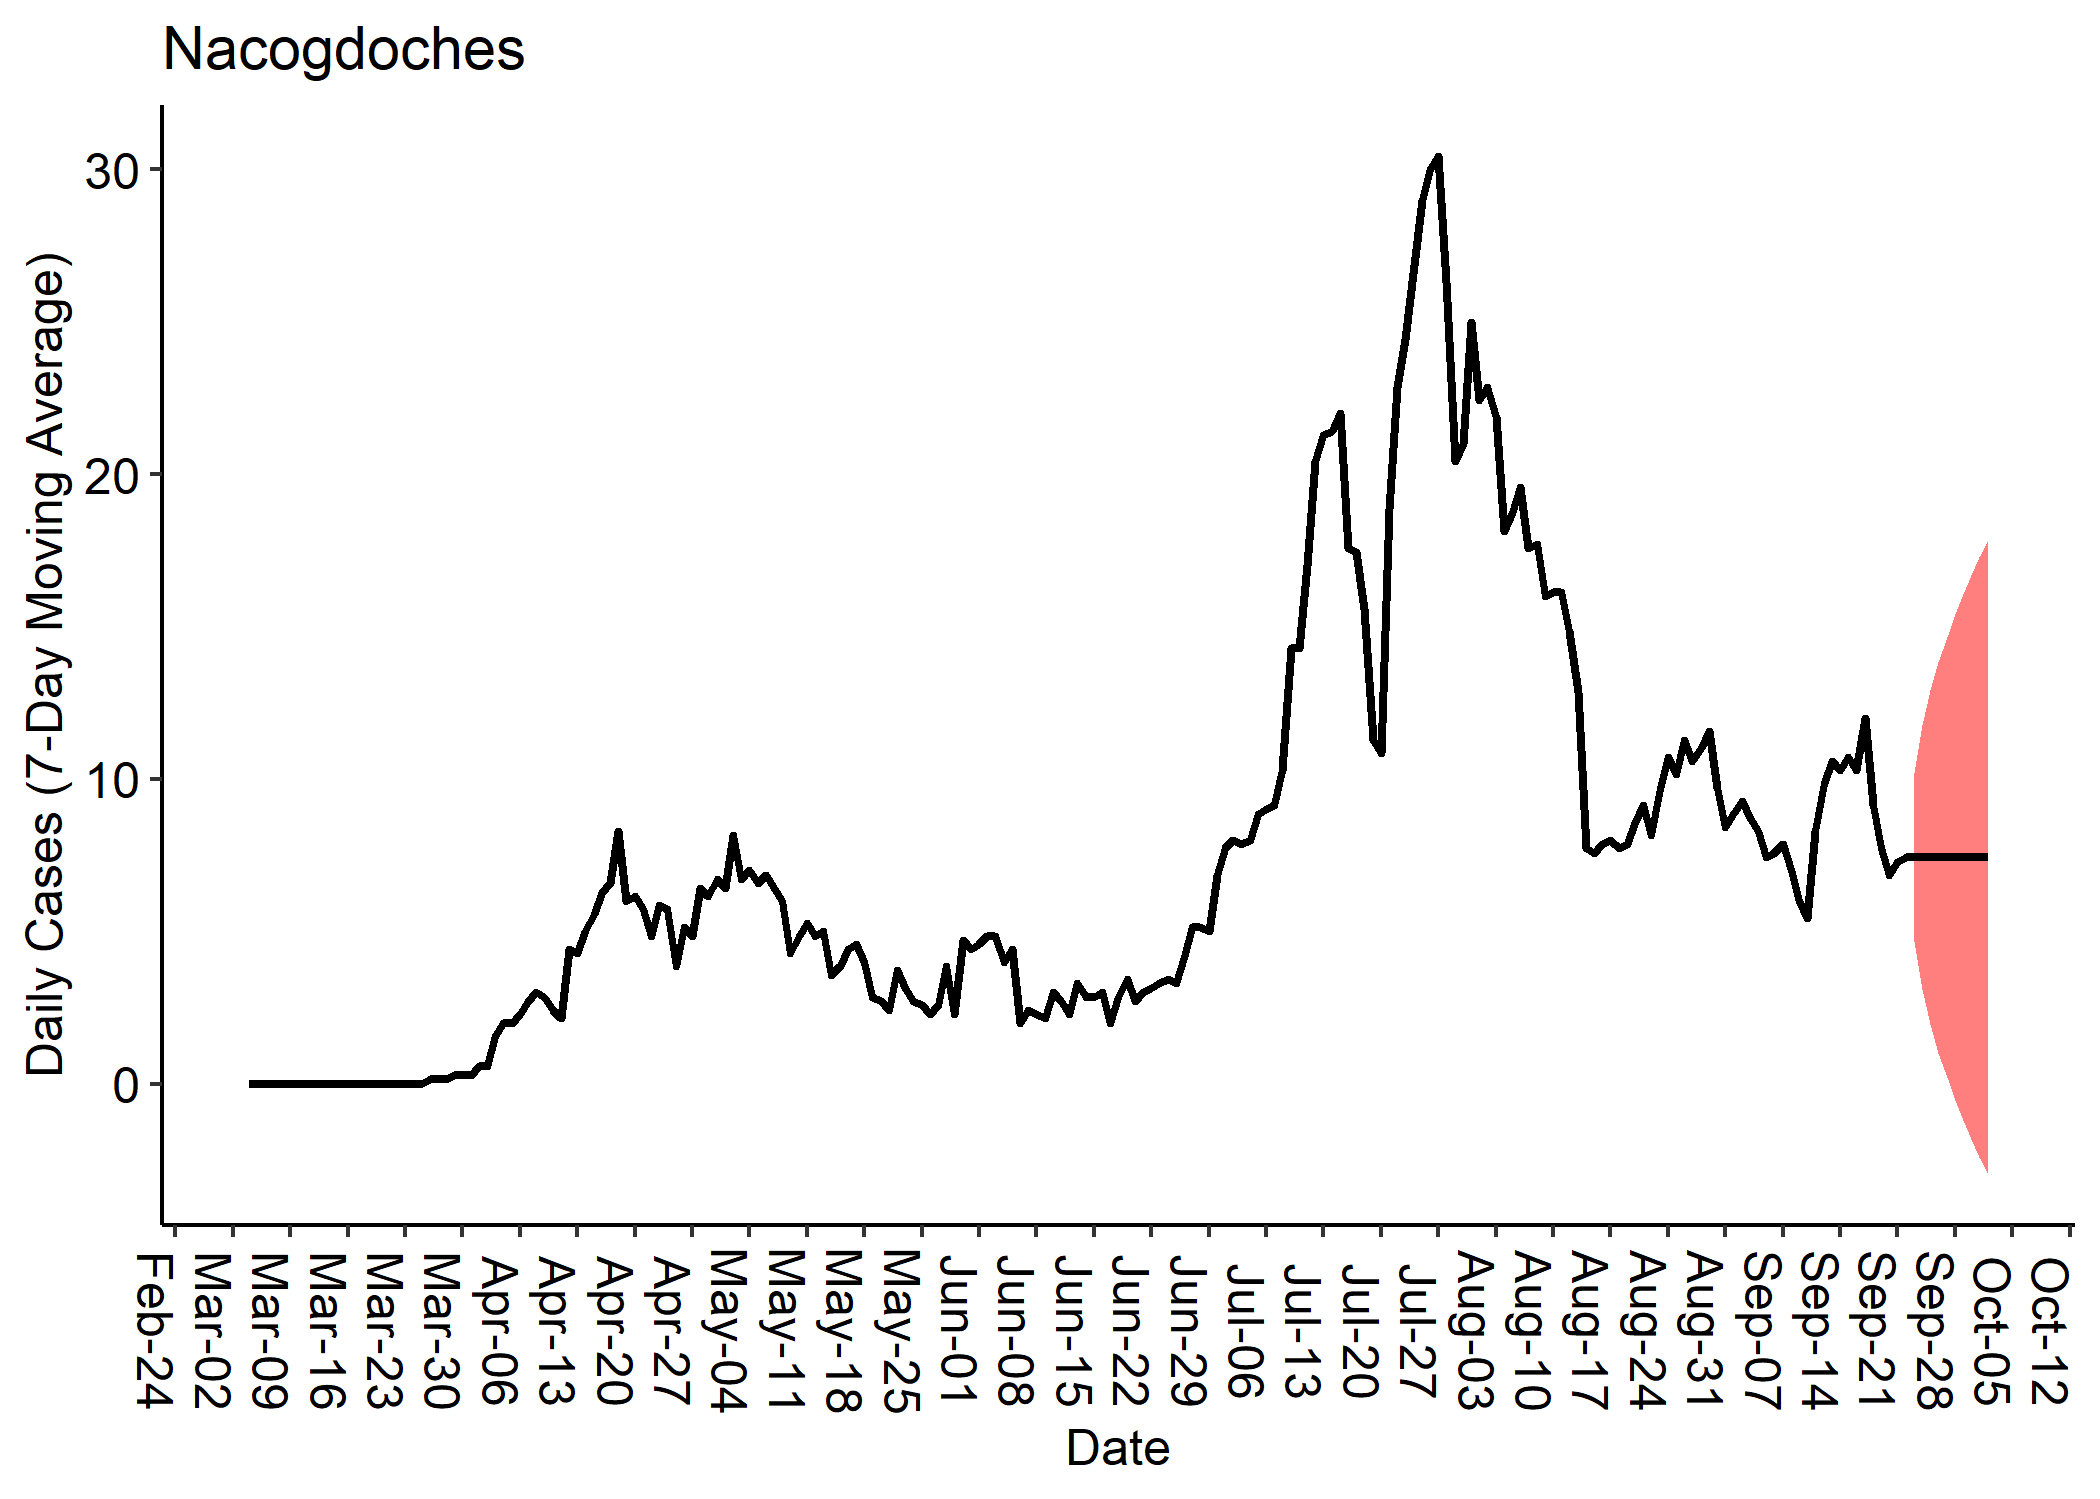 Nacogdoches
Daily Cases (7-Day Moving Average)
30
20
10
0
Feb-24
Mar-02
Mar-09
Mar-16
Mar-23
Mar-30
Apr-06
Apr-13
Apr-20
Apr-27
May-04
May-11
May-18
May-25
Jun-01
Jun-08
Jun-15
Jun-22
Jun-29
Jul-06
Jul-13
Jul-20
Jul-27
Aug-03
Aug-10
Aug-17
Aug-24
Aug-31
Sep-07
Sep-14
Sep-21
Sep-28
Oct-05
Oct-12
Date